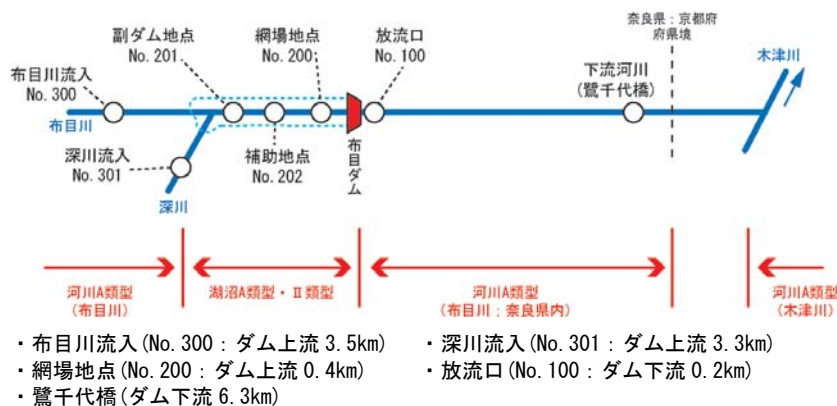 奈良県：京都府
府県境
木津川
副ダム地点
No. 201
網場地点
No. 200
放流口
No. 100
布目川流入
No. 300
下流河川
(鷺千代橋)
布目川
深川流入
No. 301
補助地点
No. 202
布目ダム
深川
河川A類型
(布目川)
湖沼A類型・Ⅱ類型
河川A類型
(布目川：奈良県内)
河川A類型
(木津川)
・布目川流入(No. 300：ダム上流 3.5km)
・深川流入(No. 301：ダム上流 3.3km)
・網場地点(No. 200：ダム上流 0.4km)
・放流口(No. 100：ダム下流 0.2km)
・鷺千代橋(ダム下流 6.3km)